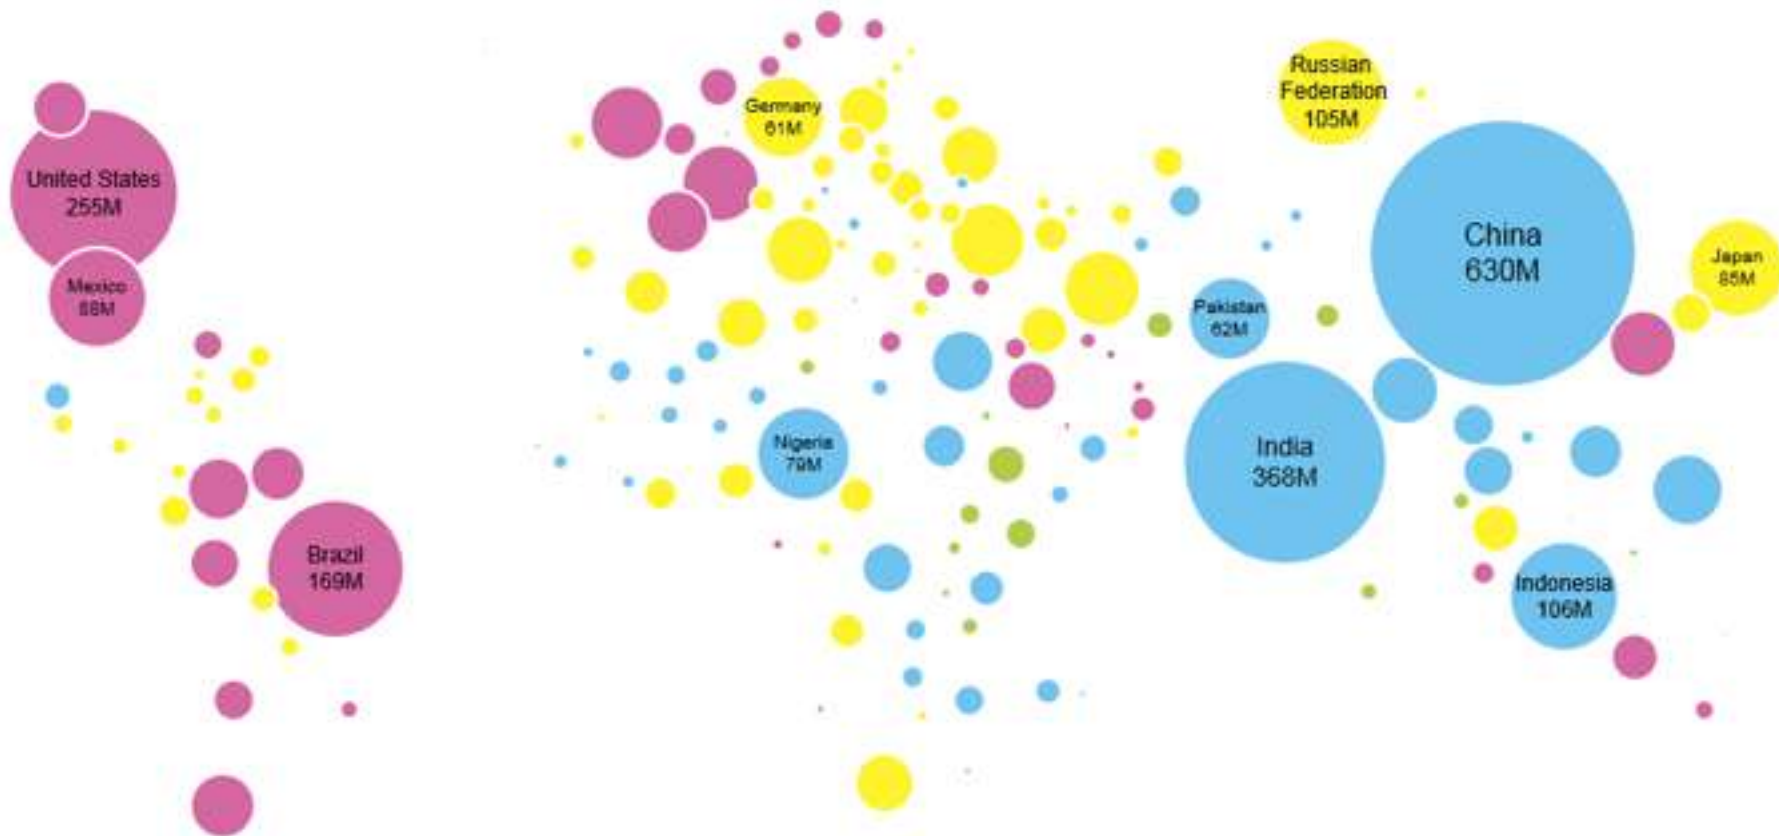 United States
255M
Mexico
88M
Brazil
169M
Germany
61M
Nigeria
79M
Russian
Federation
105M
Pakistan
62M
China
630M
Japan
85M
India
368M
Indonesia
106M